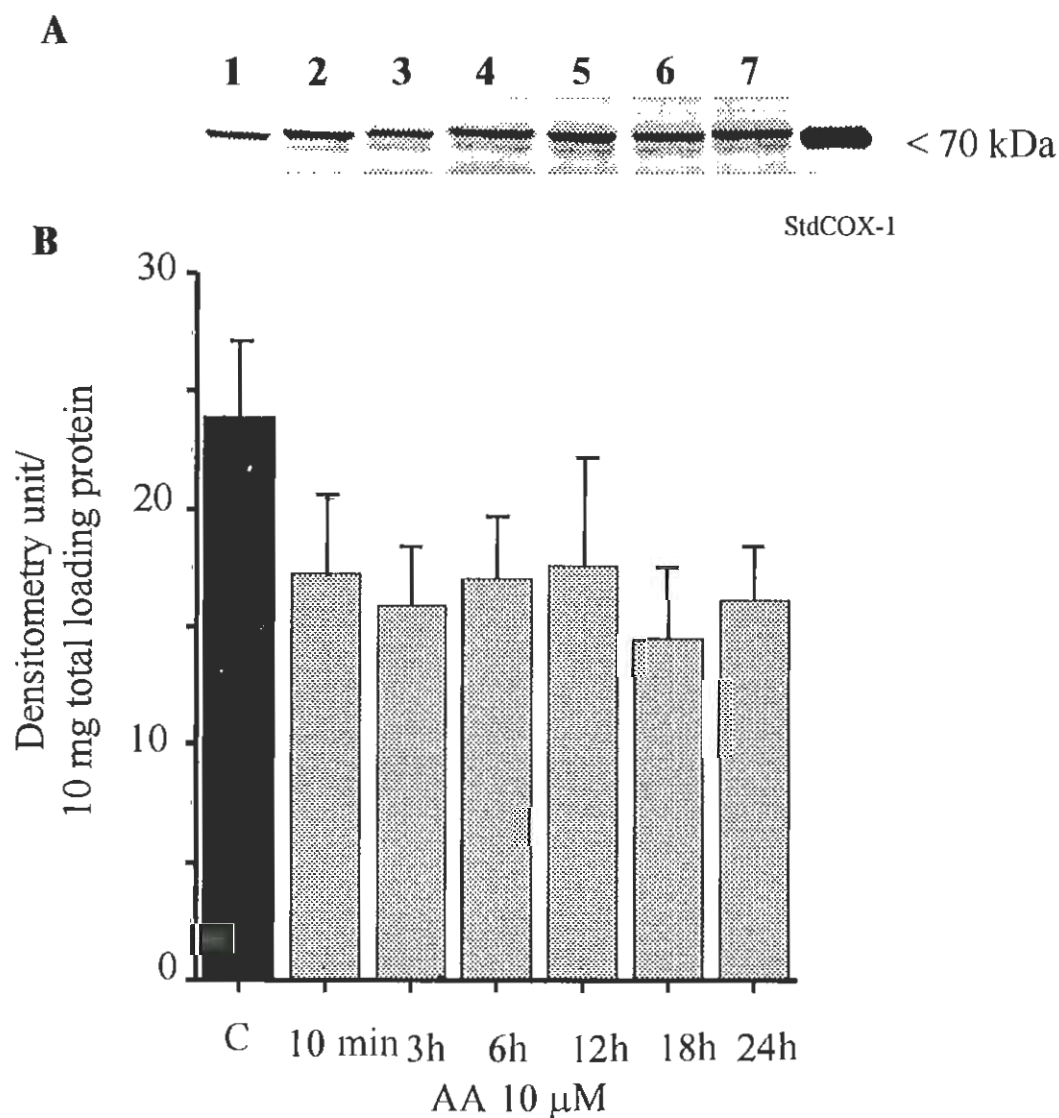 A
1 2 3 4 5 6 7
< 70 kDa
StdCOX-1
B
Densitometry unit/
10 mg total loading protein
30
20
10
0
C 10 min 3h 6h 12h 18h 24h
AA 10 µM